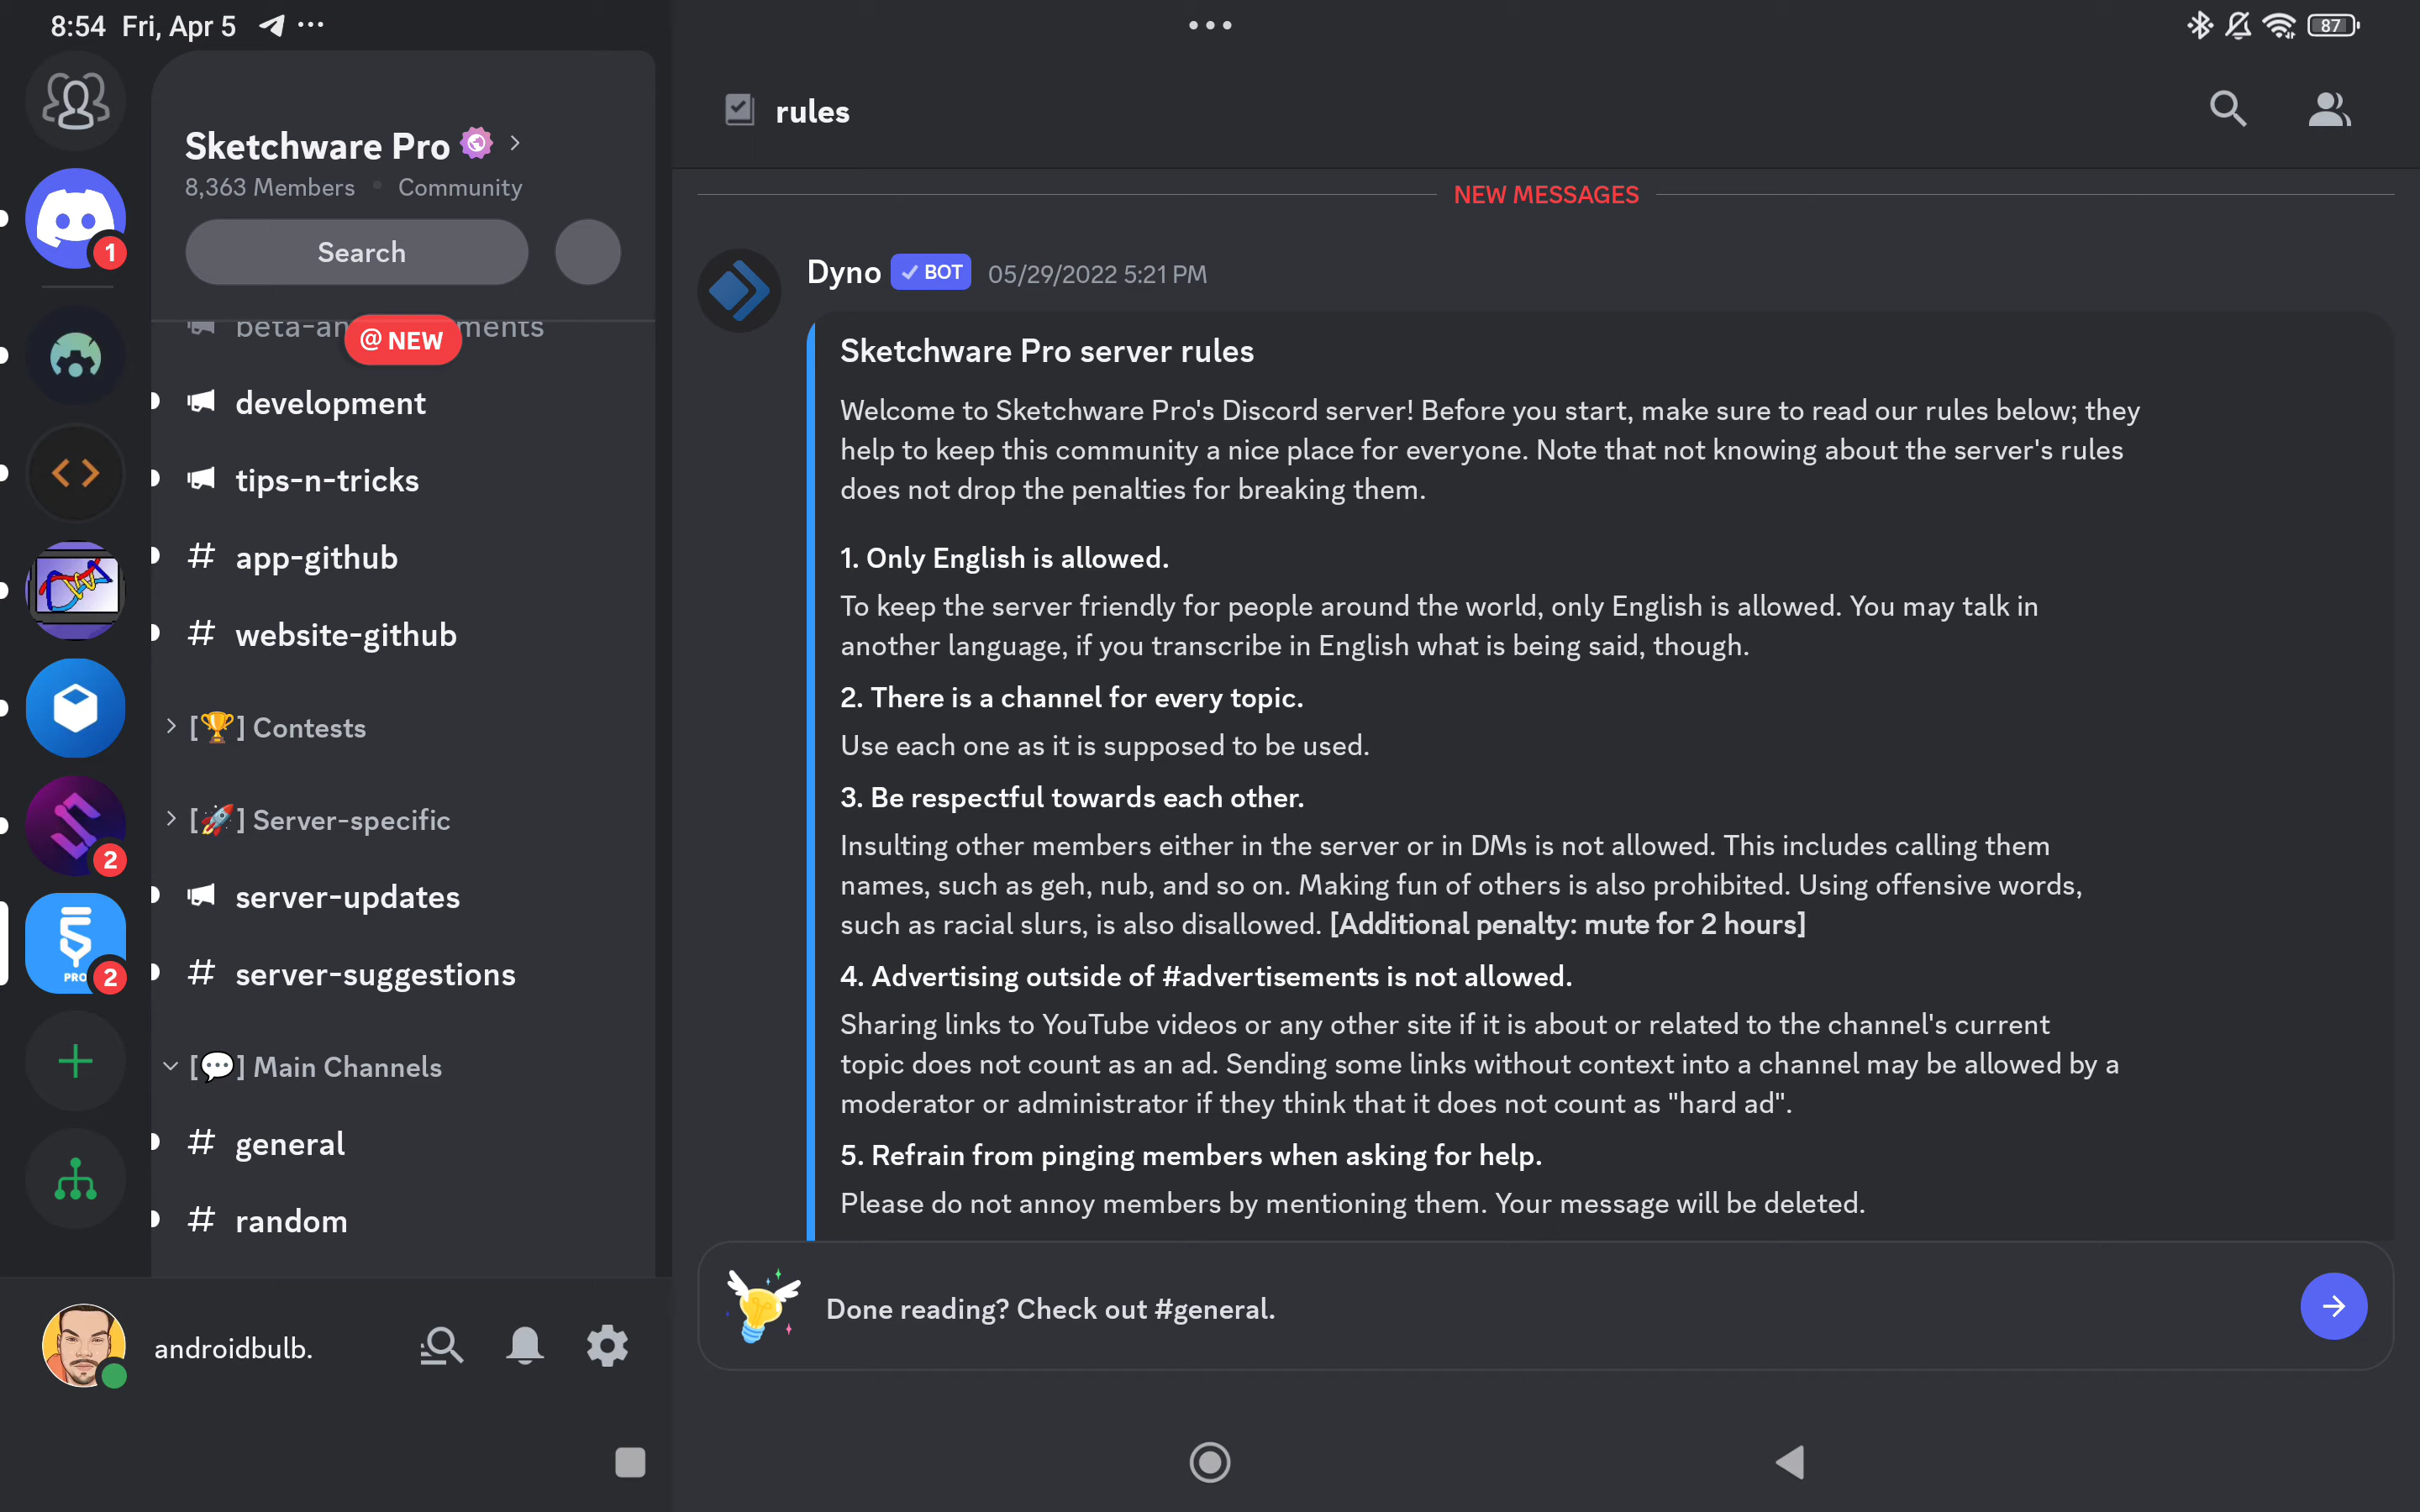 8:54 Fri, Apr 5
87
Sketchware Pro
8,363 Members • Community
Search
@ NEW
development
tips-n-tricks
app-github
website-github
[🏆] Contests
[🚀] Server-specific
server-updates
server-suggestions
[💬] Main Channels
general
random
1
2
PRO
2
androidbulb.
rules
NEW MESSAGES
Dyno ✓ BOT 05/29/2022 5:21 PM
Sketchware Pro server rules
Welcome to Sketchware Pro's Discord server! Before you start, make sure to read our rules below; they
help to keep this community a nice place for everyone. Note that not knowing about the server's rules
does not drop the penalties for breaking them.
1. Only English is allowed.
To keep the server friendly for people around the world, only English is allowed. You may talk in
another language, if you transcribe in English what is being said, though.
2. There is a channel for every topic.
Use each one as it is supposed to be used.
3. Be respectful towards each other.
Insulting other members either in the server or in DMs is not allowed. This includes calling them
names, such as geh, nub, and so on. Making fun of others is also prohibited. Using offensive words,
such as racial slurs, is also disallowed. [Additional penalty: mute for 2 hours]
4. Advertising outside of #advertisements is not allowed.
Sharing links to YouTube videos or any other site if it is about or related to the channel's current
topic does not count as an ad. Sending some links without context into a channel may be allowed by a
moderator or administrator if they think that it does not count as "hard ad".
5. Refrain from pinging members when asking for help.
Please do not annoy members by mentioning them. Your message will be deleted.
Done reading? Check out #general.